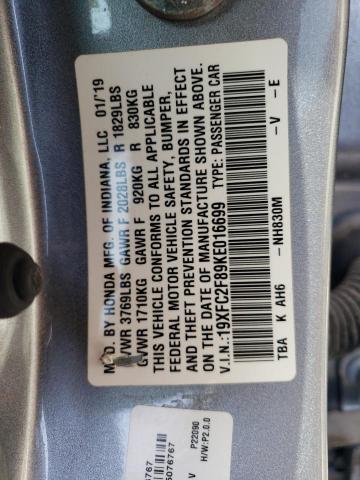 MFD. BY HONDA MFG. OF INDIANA, LLC 01/'19
GVWR 3769LBS GAWR F 2028LBS R 1829LBS
GVWR 1710KG GAWR F 920KG R 830KG
THIS VEHICLE CONFORMS TO ALL APPLICABLE
FEDERAL MOTOR VEHICLE SAFETY, BUMPER,
AND THEFT PREVENTION STANDARDS IN EFFECT
ON THE DATE OF MANUFACTURE SHOWN ABOVE.
V.I.N.:19XFC2F89KE016699 TYPE: PASSENGER CAR
TBA K AH6 -NH830M -V -E
P22090
H/W:P2.0.0
V
5076767